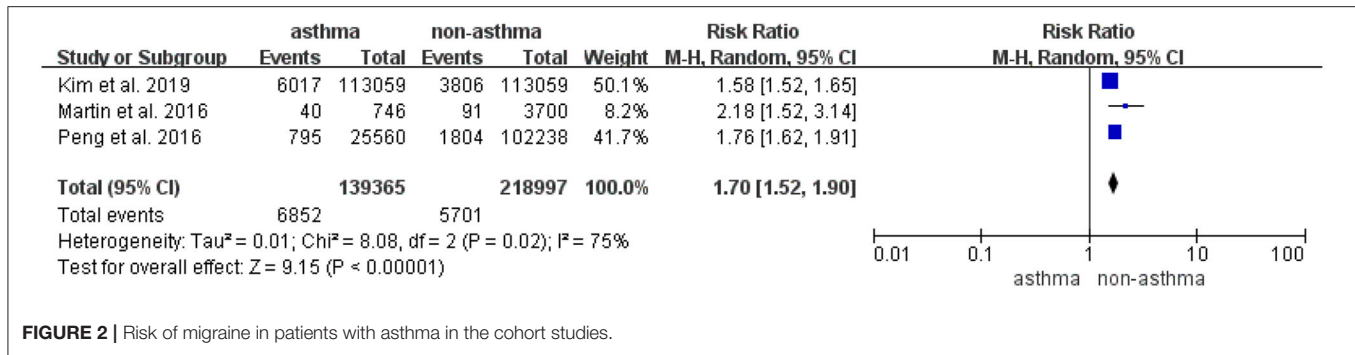 asthma non-asthma Risk Ratio Risk Ratio
Study or Subgroup Events Total Events Total Weight M-H, Random, 95% CI M-H, Random, 95% CI
Kim et al. 2019 6017 113059 3806 113059 50.1% 1.58 [1.52, 1.65]
Martin et al. 2016 40 746 91 3700 8.2% 2.18 [1.52, 3.14]
Peng et al. 2016 795 25560 1804 102238 41.7% 1.76 [1.62, 1.91]
Total (95% CI) 139365 218997 100.0% 1.70 [1.52, 1.90]
Total events 6852 5701
Heterogeneity: Tau² = 0.01; Chi² = 8.08, df = 2 (P = 0.02); I² = 75%
Test for overall effect: Z = 9.15 (P < 0.00001)
0.01 0.1 1 10 100
asthma non-asthma
FIGURE 2 | Risk of migraine in patients with asthma in the cohort studies.